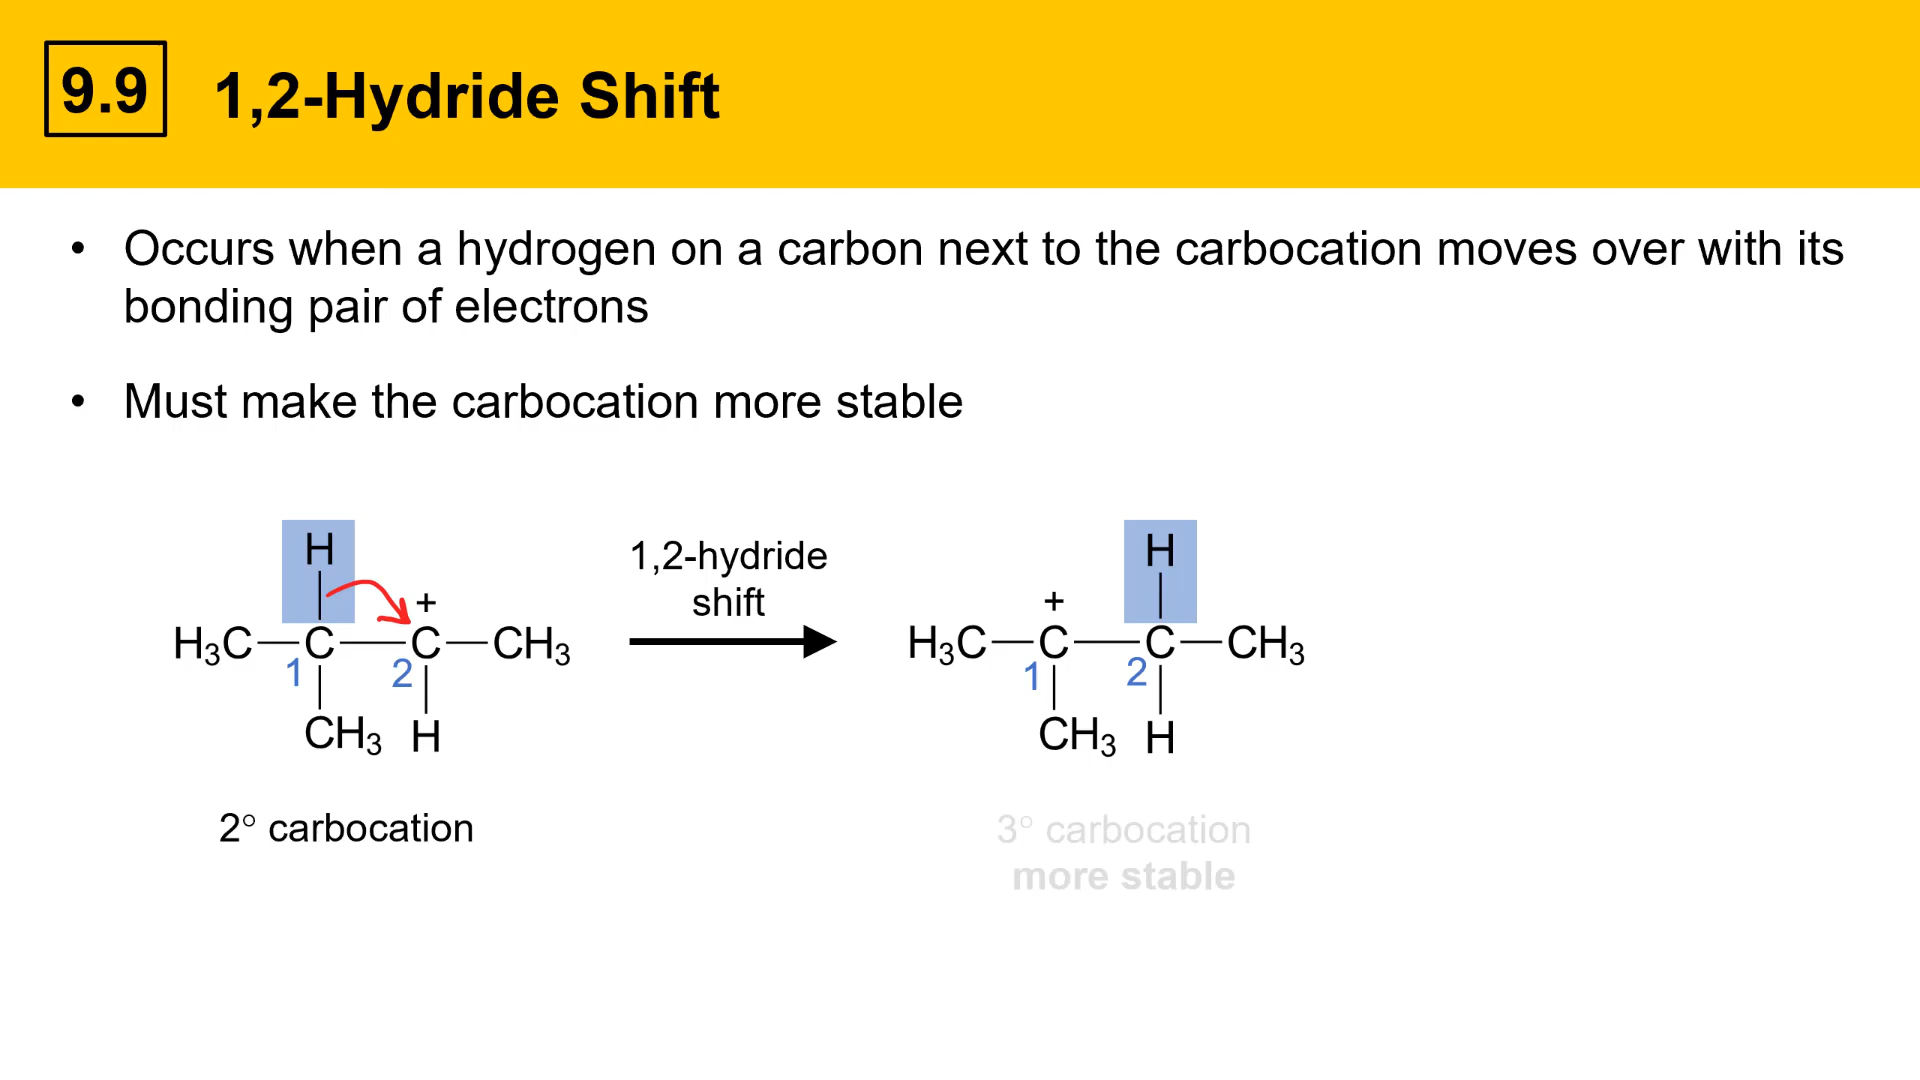 9.9 1,2-Hydride Shift
• Occurs when a hydrogen on a carbon next to the carbocation moves over with its
bonding pair of electrons
• Must make the carbocation more stable
H H
1,2-hydride
shift
+ +
H₃C—C—C—CH₃ H₃C—C—C—CH₃
1 2 1 2
CH₃ H CH₃ H
2° carbocation 3° carbocation
more stable